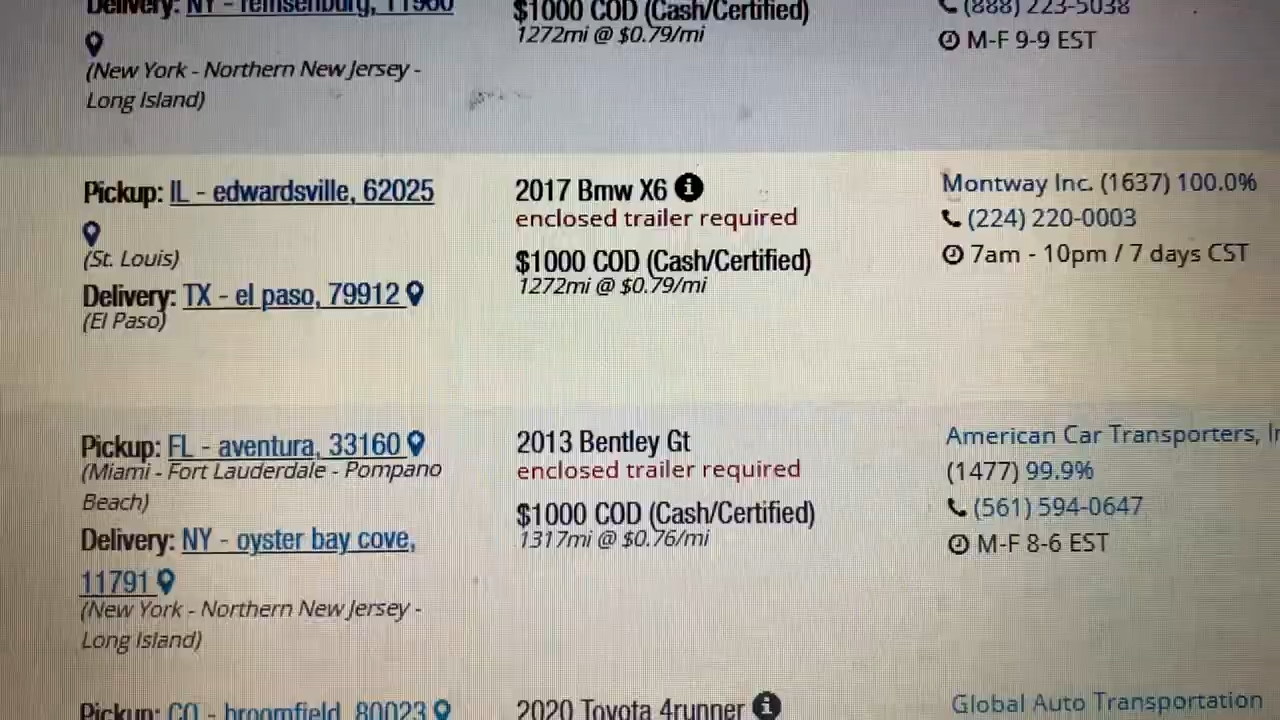 Delivery: NY - remsenburg, 11960
(New York - Northern New Jersey -
Long Island)
$1000 COD (Cash/Certified)
1272mi @ $0.79/mi
(888) 223-5038
M-F 9-9 EST
Pickup: IL - edwardsville, 62025
(St. Louis)
Delivery: TX - el paso, 79912
(El Paso)
2017 Bmw X6
enclosed trailer required
$1000 COD (Cash/Certified)
1272mi @ $0.79/mi
Montway Inc. (1637) 100.0%
(224) 220-0003
7am - 10pm / 7 days CST
Pickup: FL - aventura, 33160
(Miami - Fort Lauderdale - Pompano
Beach)
Delivery: NY - oyster bay cove,
11791
(New York - Northern New Jersey -
Long Island)
2013 Bentley Gt
enclosed trailer required
$1000 COD (Cash/Certified)
1317mi @ $0.76/mi
American Car Transporters, In
(1477) 99.9%
(561) 594-0647
M-F 8-6 EST
Pickup: CO - broomfield, 80023
2020 Toyota 4runner
Global Auto Transportation